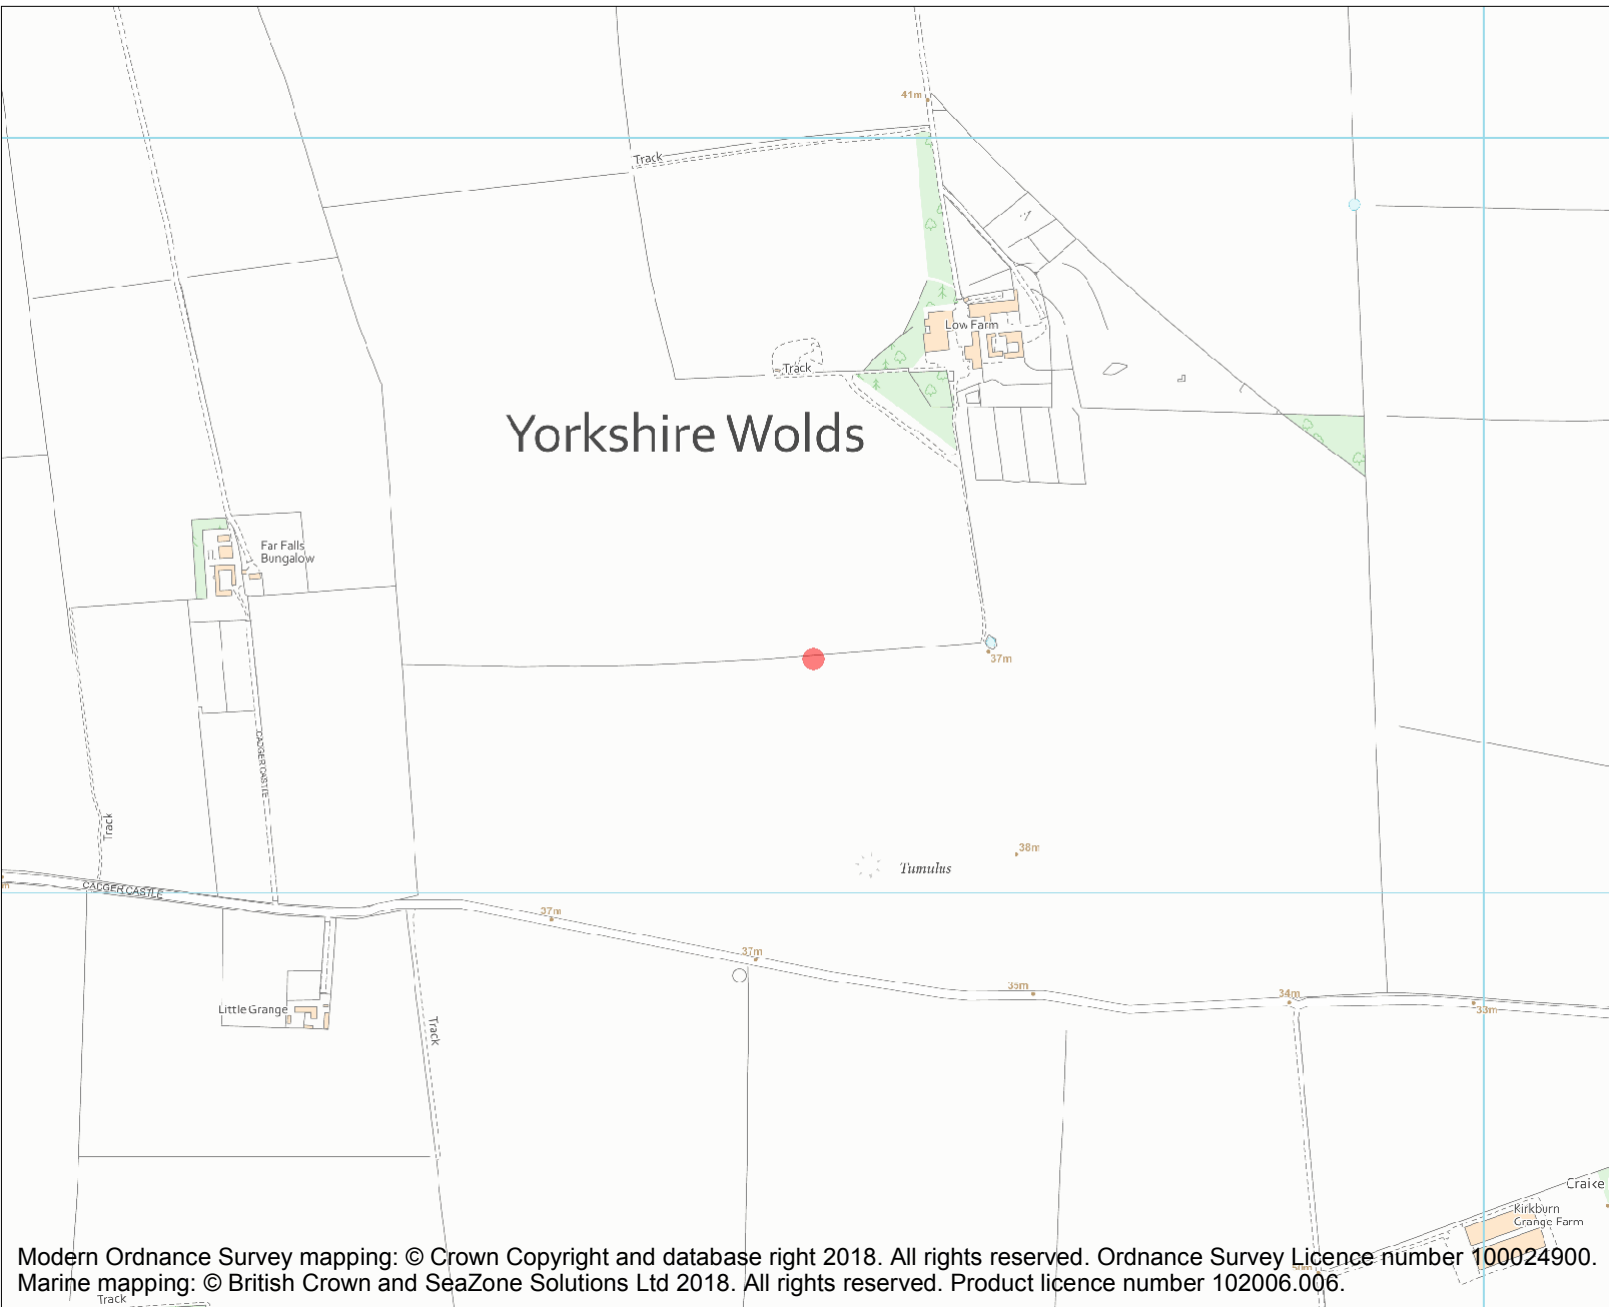 41m
Track
Low Farm
Track
Yorkshire Wolds
Far Falls
Bungalow
37m
CADGER CASTLE
Track
38m
Tumulus
m
CADGER CASTLE
37m
37m
35m
34m
33m
Little Grange
Track
Craike
Kirkburn
Grange Farm
Modern Ordnance Survey mapping: © Crown Copyright and database right 2018. All rights reserved. Ordnance Survey Licence number 100024900.
Marine mapping: © British Crown and SeaZone Solutions Ltd 2018. All rights reserved. Product licence number 102006.006.
Track